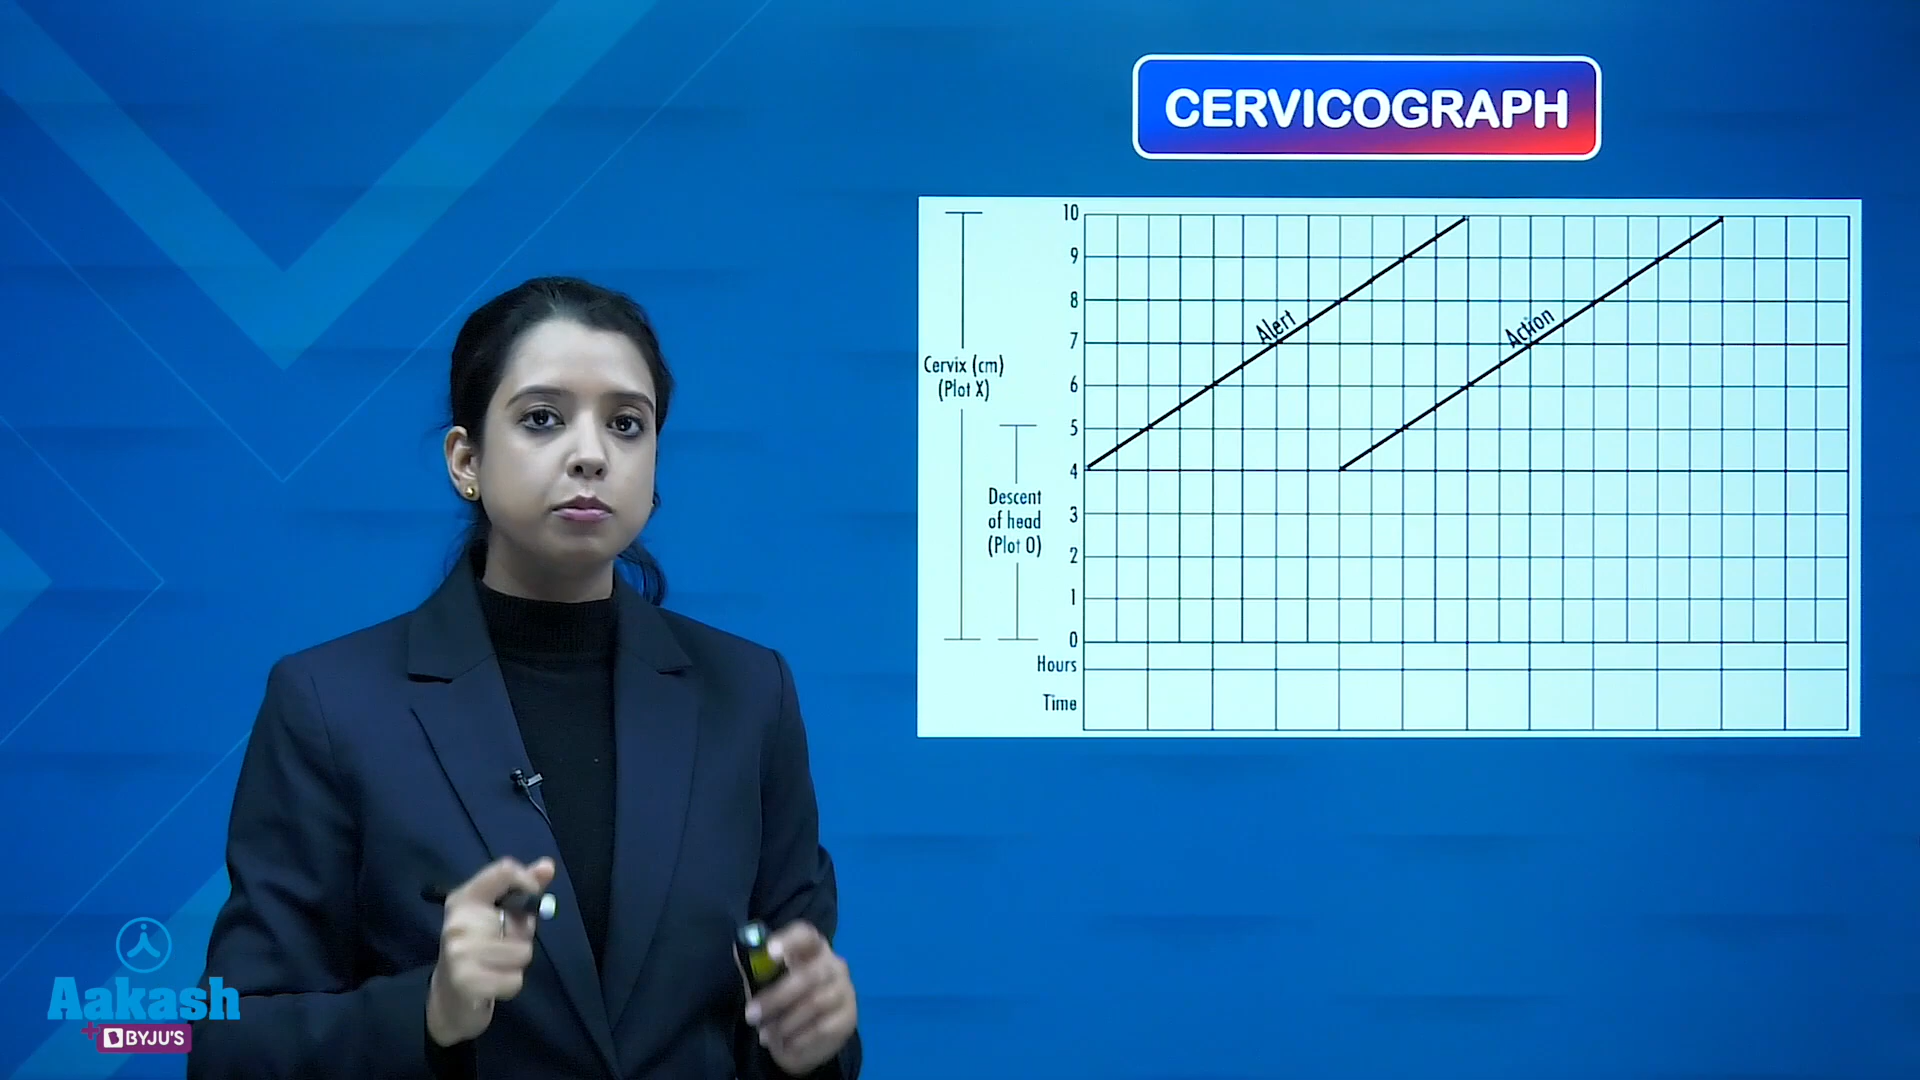 CERVICOGRAPH
10
9
8
7
6
5
4
3
2
1
0
Cervix (cm)
(Plot X)
Descent
of head
(Plot O)
Alert
Action
Hours
Time
Aakash
+ BYJU'S